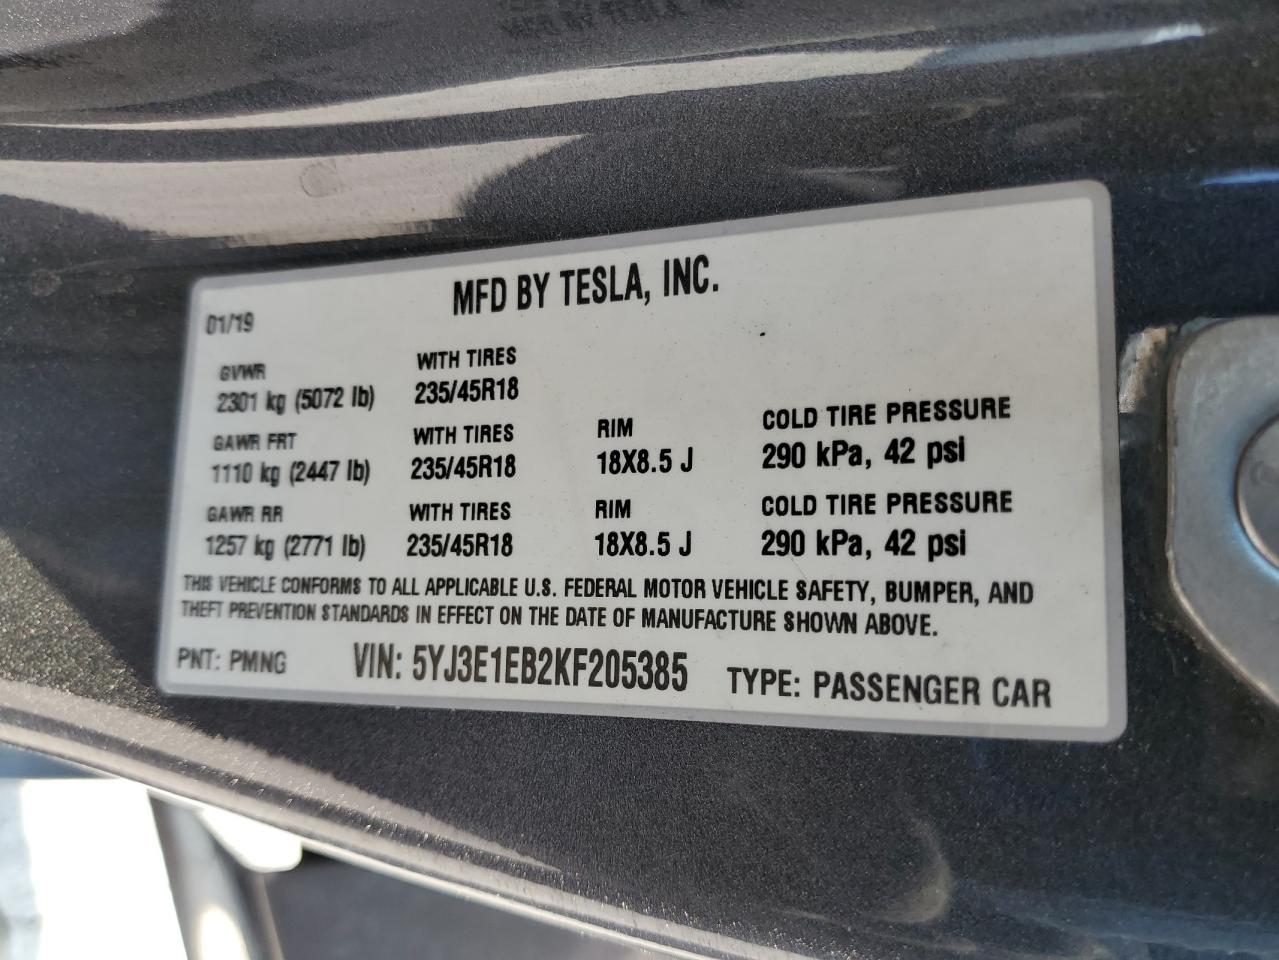 MFD BY TESLA, INC.
01/19
GVWR
2301 kg (5072 lb)
WITH TIRES
235/45R18
GAWR FRT
1110 kg (2447 lb)
WITH TIRES
235/45R18
RIM
18X8.5 J
COLD TIRE PRESSURE
290 kPa, 42 psi
GAWR RR
1257 kg (2771 lb)
WITH TIRES
235/45R18
RIM
18X8.5 J
COLD TIRE PRESSURE
290 kPa, 42 psi
THIS VEHICLE CONFORMS TO ALL APPLICABLE U.S. FEDERAL MOTOR VEHICLE SAFETY, BUMPER, AND
THEFT PREVENTION STANDARDS IN EFFECT ON THE DATE OF MANUFACTURE SHOWN ABOVE.
PNT: PMNG VIN: 5YJ3E1EB2KF205385 TYPE: PASSENGER CAR